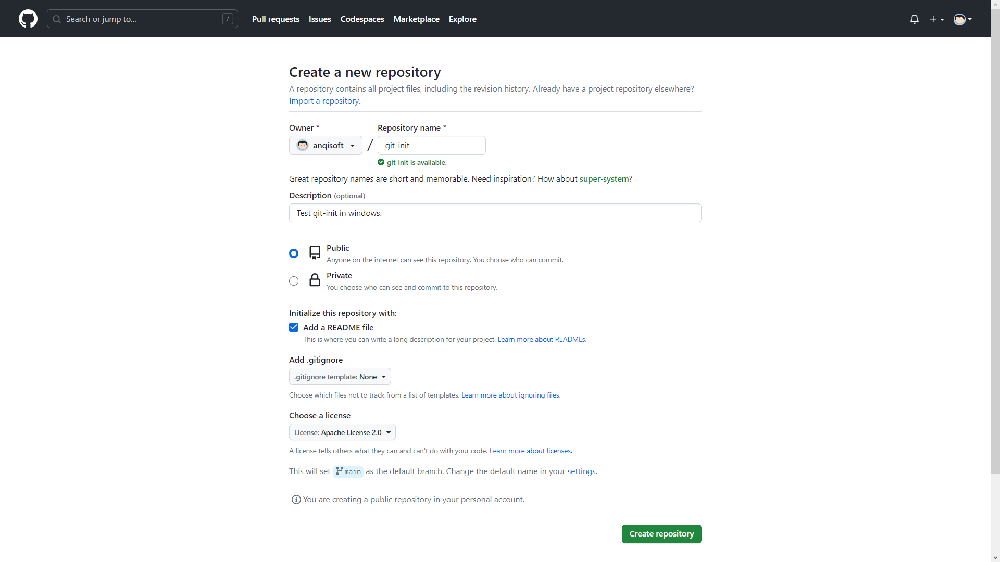 Search or jump to... /
Pull requests Issues Codespaces Marketplace Explore
Create a new repository
A repository contains all project files, including the revision history. Already have a project repository elsewhere?
Import a repository.
Owner * Repository name *
anqisoft / git-init
git-init is available.
Great repository names are short and memorable. Need inspiration? How about super-system?
Description (optional)
Test git-init in windows.
Public
Anyone on the internet can see this repository. You choose who can commit.
Private
You choose who can see and commit to this repository.
Initialize this repository with:
Add a README file
This is where you can write a long description for your project. Learn more about READMEs.
Add .gitignore
.gitignore template: None
Choose which files not to track from a list of templates. Learn more about ignoring files.
Choose a license
License: Apache License 2.0
A license tells others what they can and can't do with your code. Learn more about licenses.
This will set main as the default branch. Change the default name in your settings.
You are creating a public repository in your personal account.
Create repository